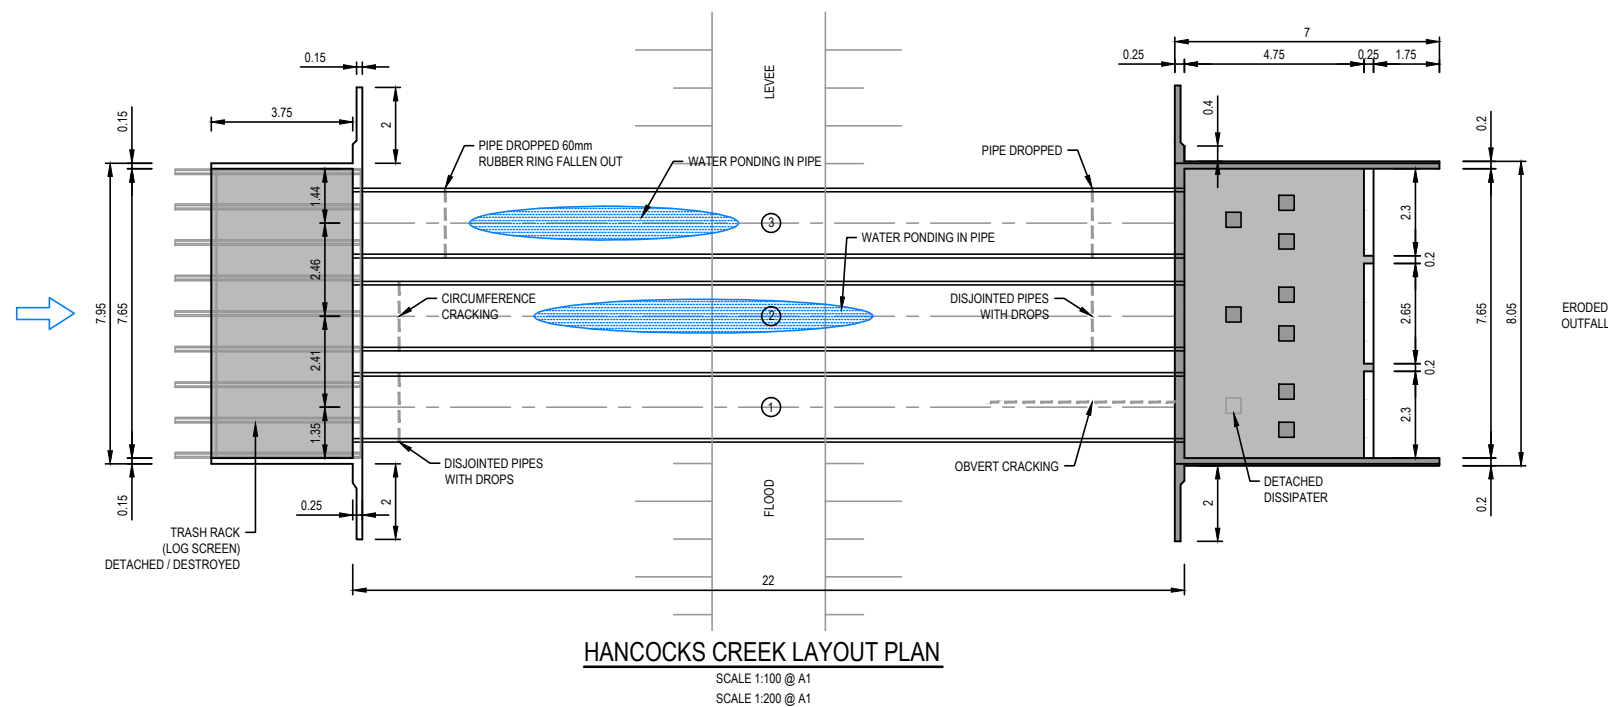 7
0.15
0.25
4.75
0.25
1.75
LEVEE
3.75
0.15
2
0.4
0.2
PIPE DROPPED 60mm
RUBBER RING FALLEN OUT
WATER PONDING IN PIPE
PIPE DROPPED
1.44
3
2.3
WATER PONDING IN PIPE
0.2
2.46
7.95
7.65
CIRCUMFERENCE
CRACKING
2
DISJOINTED PIPES
WITH DROPS
2.65
7.65
8.05
ERODED
OUTFALL
2.41
0.2
1
1.35
2.3
DISJOINTED PIPES
WITH DROPS
OBVERT CRACKING
DETACHED
DISSIPATER
0.15
0.25
2
FLOOD
2
0.2
TRASH RACK
(LOG SCREEN)
DETACHED / DESTROYED
22
HANCOCKS CREEK LAYOUT PLAN
SCALE 1:100 @ A1
SCALE 1:200 @ A1